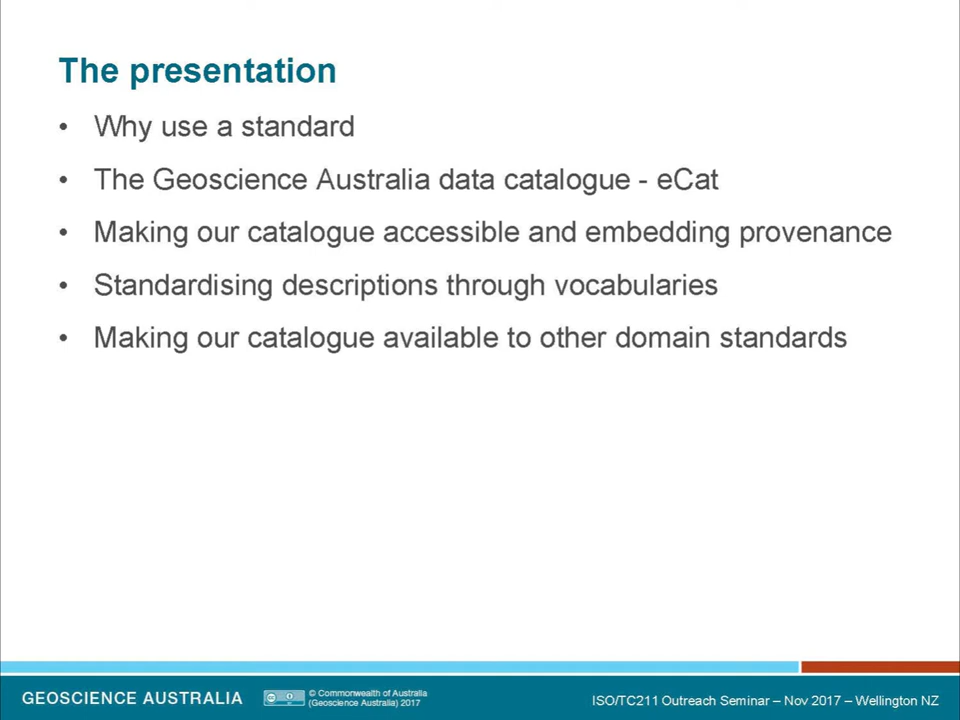 The presentation
• Why use a standard
• The Geoscience Australia data catalogue - eCat
• Making our catalogue accessible and embedding provenance
• Standardising descriptions through vocabularies
• Making our catalogue available to other domain standards
GEOSCIENCE AUSTRALIA
© Commonwealth of Australia
(Geoscience Australia) 2017
ISO/TC211 Outreach Seminar – Nov 2017 – Wellington NZ